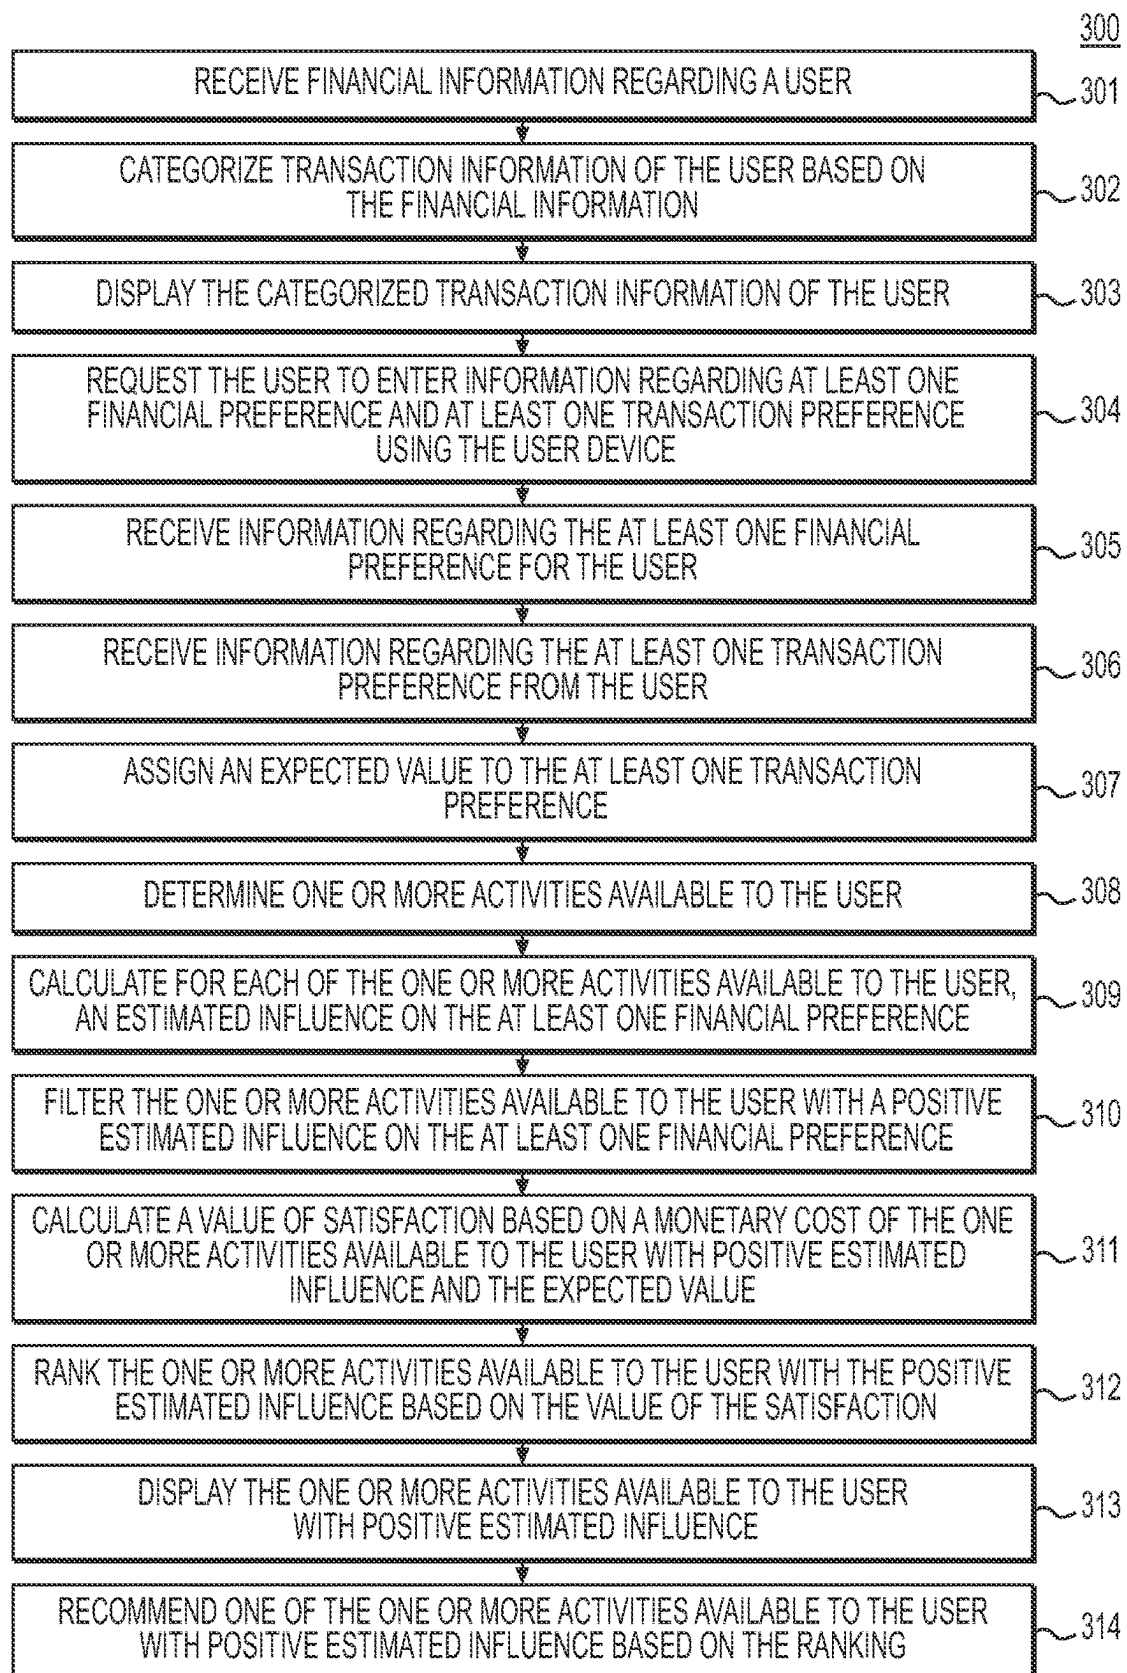 300
RECEIVE FINANCIAL INFORMATION REGARDING A USER
301
CATEGORIZE TRANSACTION INFORMATION OF THE USER BASED ON
THE FINANCIAL INFORMATION
302
DISPLAY THE CATEGORIZED TRANSACTION INFORMATION OF THE USER
303
REQUEST THE USER TO ENTER INFORMATION REGARDING AT LEAST ONE
FINANCIAL PREFERENCE AND AT LEAST ONE TRANSACTION PREFERENCE
USING THE USER DEVICE
304
RECEIVE INFORMATION REGARDING THE AT LEAST ONE FINANCIAL
PREFERENCE FOR THE USER
305
RECEIVE INFORMATION REGARDING THE AT LEAST ONE TRANSACTION
PREFERENCE FROM THE USER
306
ASSIGN AN EXPECTED VALUE TO THE AT LEAST ONE TRANSACTION
PREFERENCE
307
DETERMINE ONE OR MORE ACTIVITIES AVAILABLE TO THE USER
308
CALCULATE FOR EACH OF THE ONE OR MORE ACTIVITIES AVAILABLE TO THE USER,
AN ESTIMATED INFLUENCE ON THE AT LEAST ONE FINANCIAL PREFERENCE
309
FILTER THE ONE OR MORE ACTIVITIES AVAILABLE TO THE USER WITH A POSITIVE
ESTIMATED INFLUENCE ON THE AT LEAST ONE FINANCIAL PREFERENCE
310
CALCULATE A VALUE OF SATISFACTION BASED ON A MONETARY COST OF THE ONE
OR MORE ACTIVITIES AVAILABLE TO THE USER WITH POSITIVE ESTIMATED
INFLUENCE AND THE EXPECTED VALUE
311
RANK THE ONE OR MORE ACTIVITIES AVAILABLE TO THE USER WITH THE POSITIVE
ESTIMATED INFLUENCE BASED ON THE VALUE OF THE SATISFACTION
312
DISPLAY THE ONE OR MORE ACTIVITIES AVAILABLE TO THE USER
WITH POSITIVE ESTIMATED INFLUENCE
313
RECOMMEND ONE OF THE ONE OR MORE ACTIVITIES AVAILABLE TO THE USER
WITH POSITIVE ESTIMATED INFLUENCE BASED ON THE RANKING
314